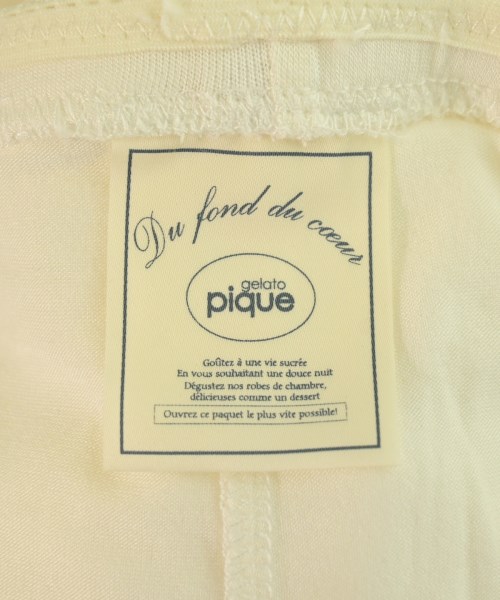 Du fond du cœur
gelato
pique
Goûtez à une vie sucrée
En vous souhaitant une douce nuit
Dégustez nos robes de chambre,
délicieuses comme un dessert
Ouvrez ce paquet le plus vite possible!